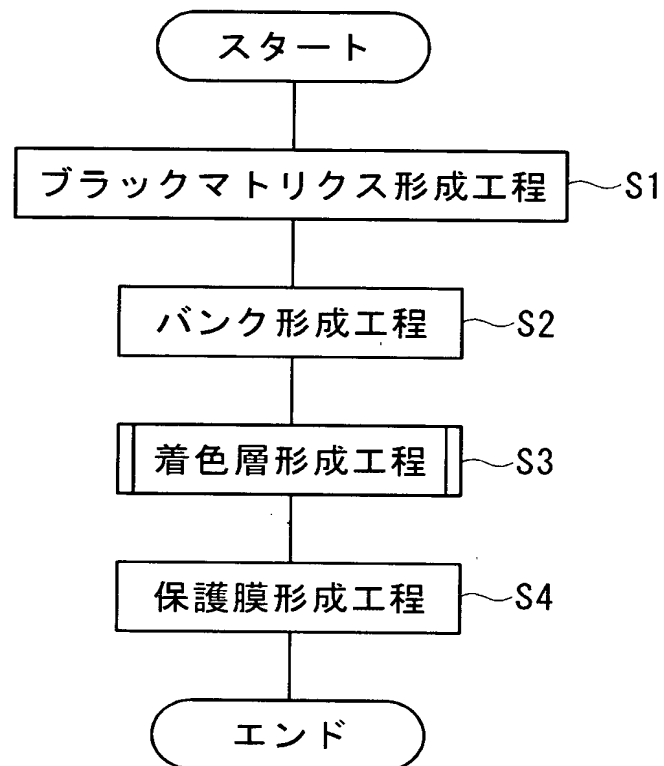 スタート
ブラックマトリクス形成工程 S1
バンク形成工程 S2
着色層形成工程 S3
保護膜形成工程 S4
エンド